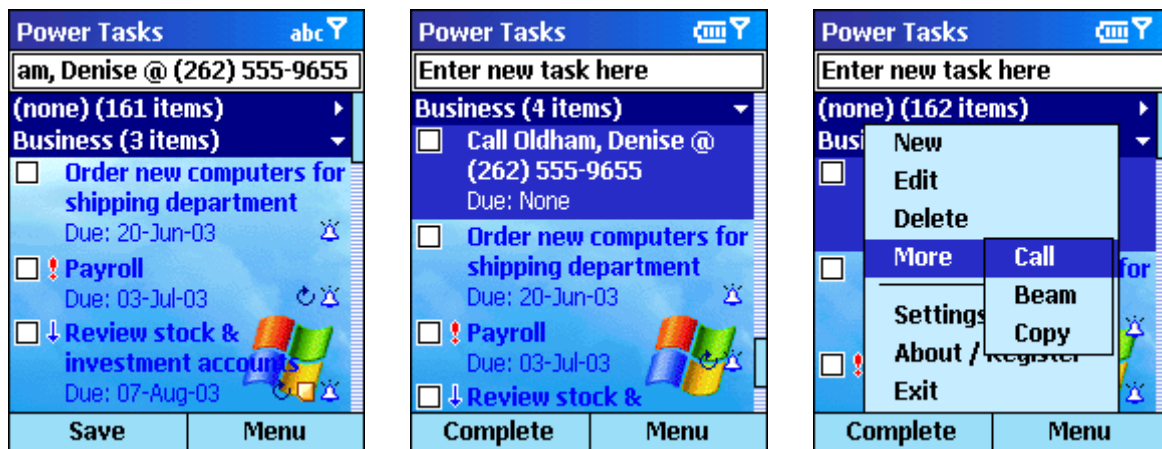 Power Tasks
abc
am, Denise @ (262) 555-9655
(none) (161 items)
Business (3 items)
Order new computers for
shipping department
Due: 20-Jun-03
Payroll
Due: 03-Jul-03
Review stock &
investment accounts
Due: 07-Aug-03
Save
Menu
Power Tasks
Enter new task here
Business (4 items)
Call Oldham, Denise @
(262) 555-9655
Due: None
Order new computers for
shipping department
Due: 20-Jun-03
Payroll
Due: 03-Jul-03
Review stock &
Complete
Menu
Power Tasks
Enter new task here
(none) (162 items)
Busi
New
Edit
Delete
More
Call
for
Beam
Settings
Copy
About / Register
Exit
Complete
Menu